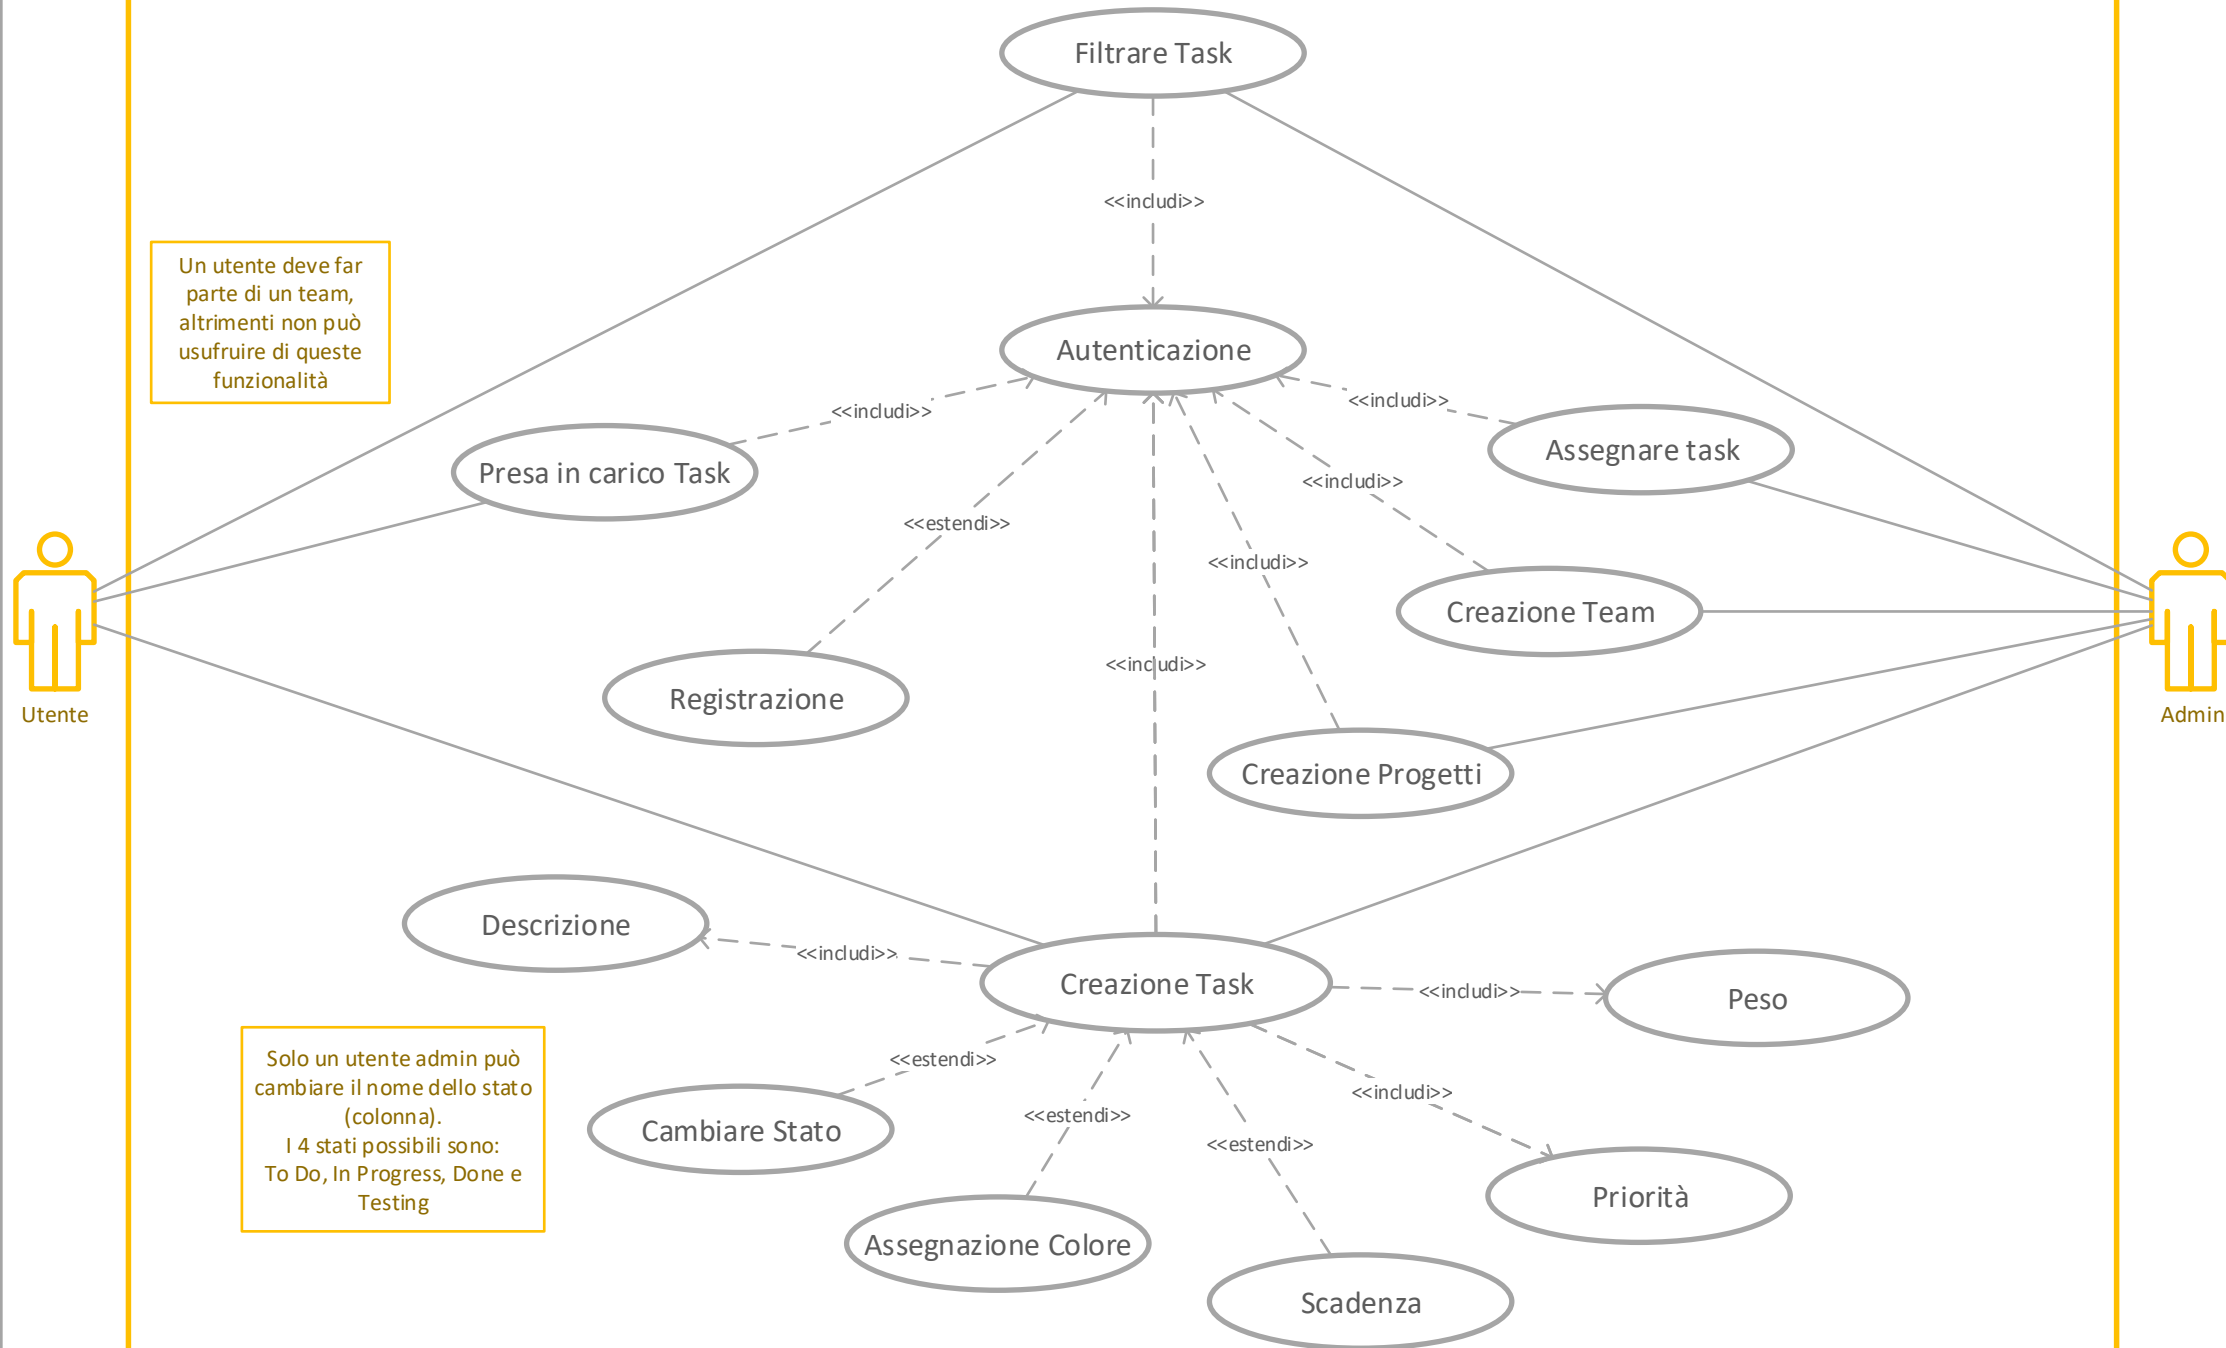 Filtrare Task
<<includi>>
Un utente deve far
parte di un team,
altrimenti non può
usufruire di queste
funzionalità
Autenticazione
<<includi>>
<<includi>>
Presa in carico Task
Assegnare task
<<includi>>
<<estendi>>
<<includi>>
Creazione Team
<<includi>>
Registrazione
Utente
Admin
Creazione Progetti
Descrizione
<<includi>>
Creazione Task
<<includi>>
Peso
Solo un utente admin può
cambiare il nome dello stato
(colonna).
I 4 stati possibili sono:
To Do, In Progress, Done e
Testing
<<estendi>>
<<includi>>
<<estendi>>
Cambiare Stato
<<estendi>>
Priorità
Assegnazione Colore
Scadenza